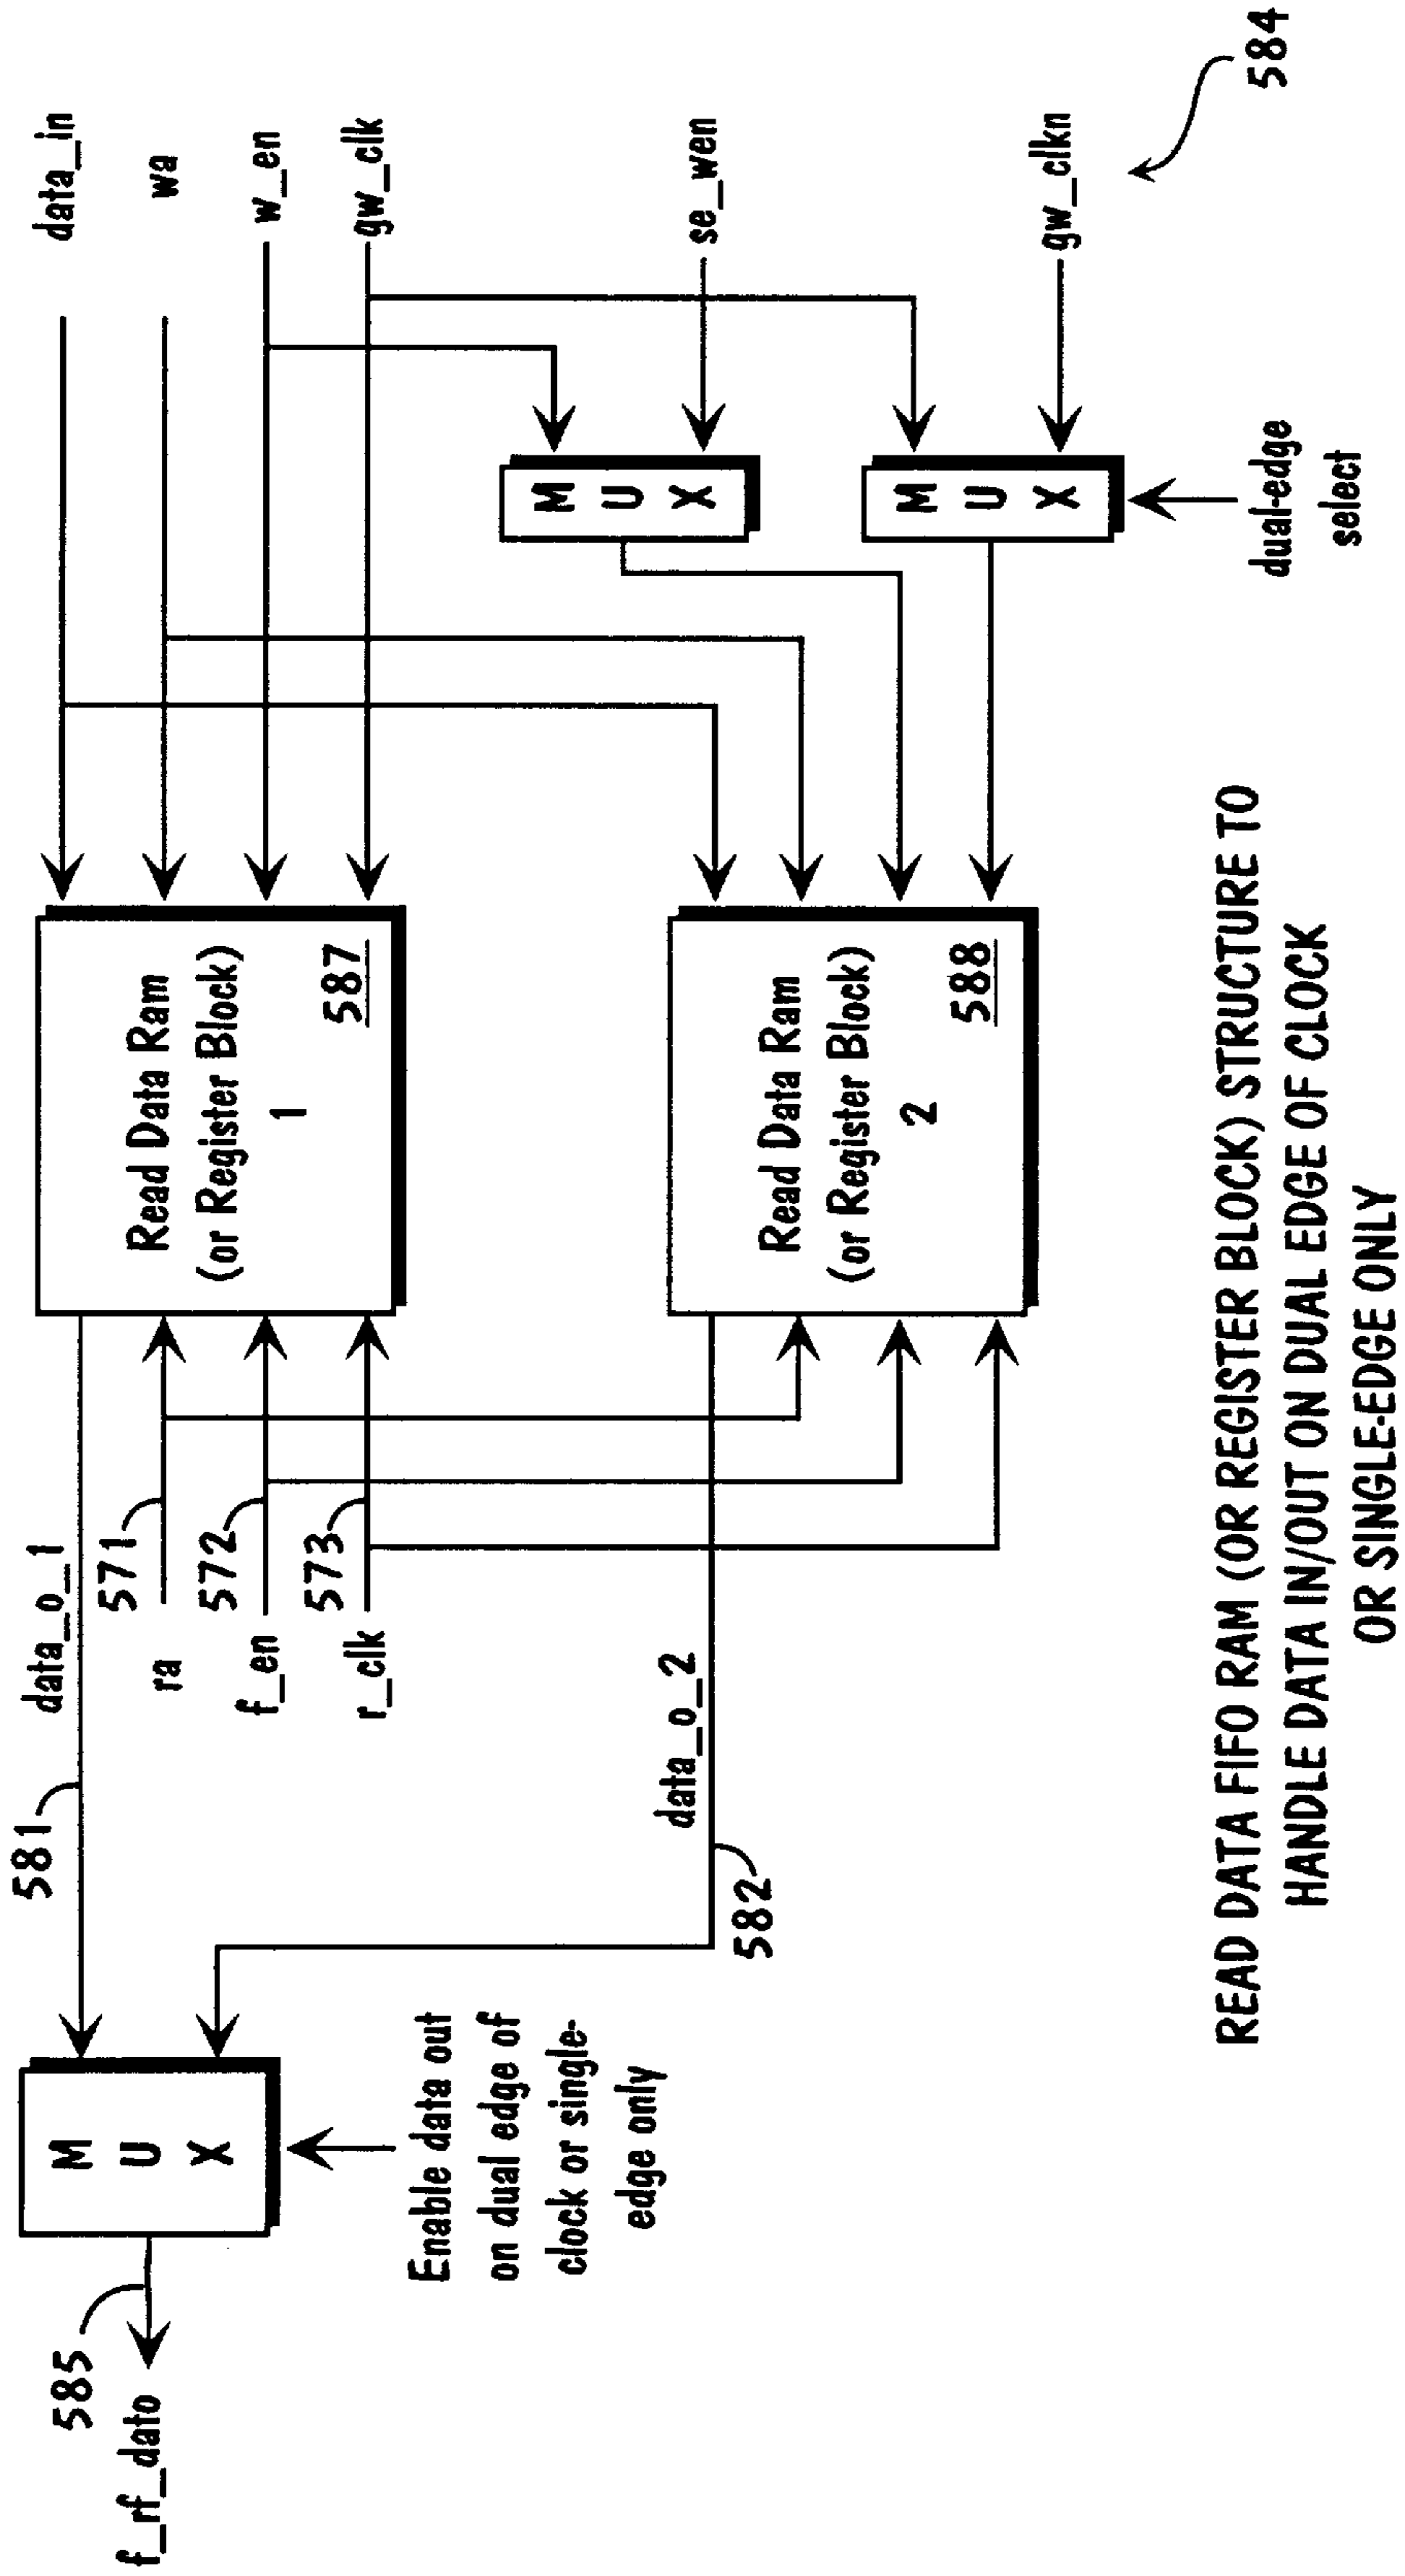 581
data_o_1
data_in
585
f_rf_dato
M
U
X
571
ra
572
f_en
573
r_clk
Read Data Ram
(or Register Block)
1
587
wa
w_en
gw_clk
Enable data out
on dual edge of
clock or single-
edge only
data_o_2
582
Read Data Ram
(or Register Block)
2
588
M
U
X
se_wen
M
U
X
gw_clkn
dual-edge
select
584
READ DATA FIFO RAM (OR REGISTER BLOCK) STRUCTURE TO
HANDLE DATA IN/OUT ON DUAL EDGE OF CLOCK
OR SINGLE-EDGE ONLY